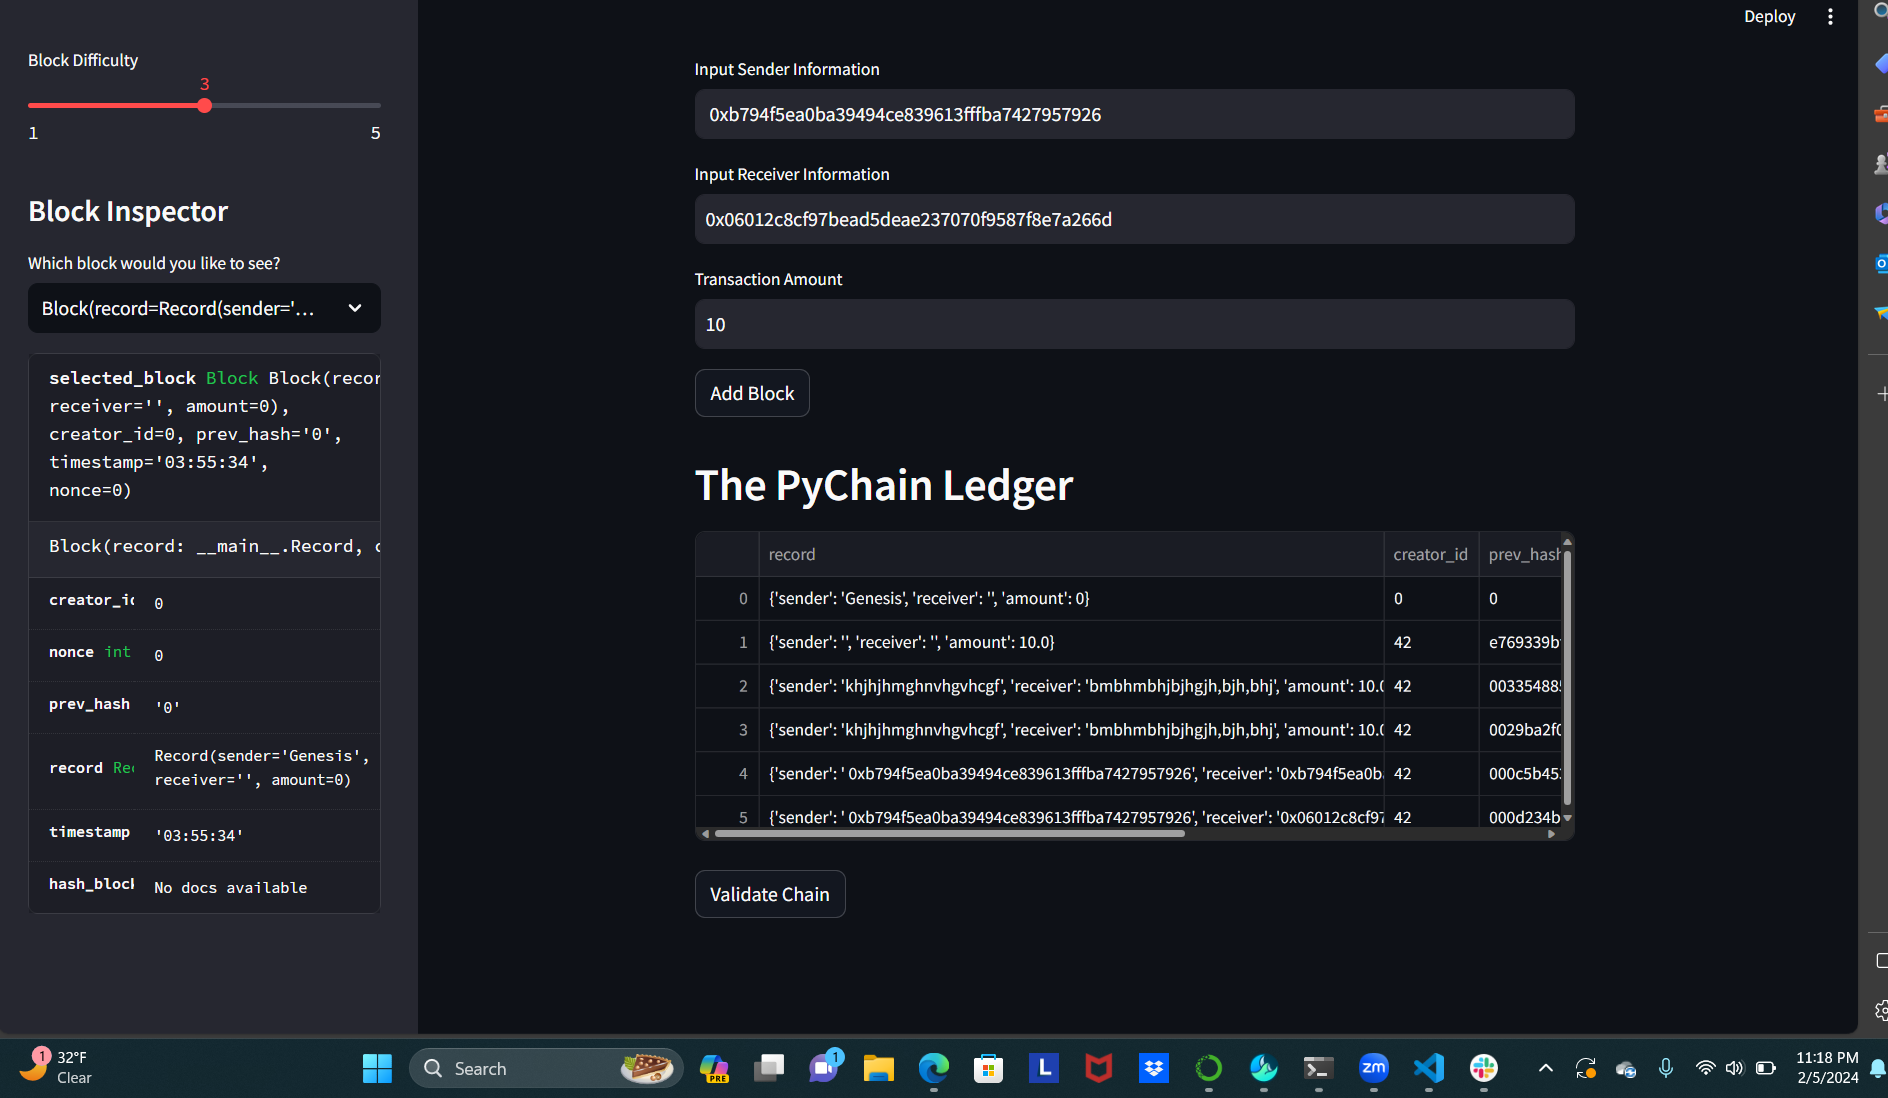 Deploy
Block Difficulty
3
1
5
Block Inspector
Which block would you like to see?
Block(record=Record(sender='...
selected_block Block Block(recor
receiver='', amount=0),
creator_id=0, prev_hash='0',
timestamp='03:55:34',
nonce=0)
Block(record: __main__.Record, c
creator_id 0
nonce int 0
prev_hash '0'
record Rec Record(sender='Genesis',
receiver='', amount=0)
timestamp '03:55:34'
hash_block No docs available
Input Sender Information
0xb794f5ea0ba39494ce839613fffba7427957926
Input Receiver Information
0x06012c8cf97bead5deae237070f9587f8e7a266d
Transaction Amount
10
Add Block
The PyChain Ledger
record creator_id prev_hash
0 {'sender': 'Genesis', 'receiver': '', 'amount': 0} 0 0
1 {'sender': '', 'receiver': '', 'amount': 10.0} 42 e769339b
2 {'sender': 'khjhjhmghnvhgvhcgf', 'receiver': 'bmbhmbhjbjhgjh,bjh,bhj', 'amount': 10.0 42 00335488
3 {'sender': 'khjhjhmghnvhgvhcgf', 'receiver': 'bmbhmbhjbjhgjh,bjh,bhj', 'amount': 10.0 42 0029ba2f0
4 {'sender': ' 0xb794f5ea0ba39494ce839613fffba7427957926', 'receiver': '0xb794f5ea0b 42 000c5b45
5 {'sender': ' 0xb794f5ea0ba39494ce839613fffba7427957926', 'receiver': '0x06012c8cf97 42 000d234b
Validate Chain
1
32°F
Clear
Search
PRE
1
L
zm
11:18 PM
2/5/2024